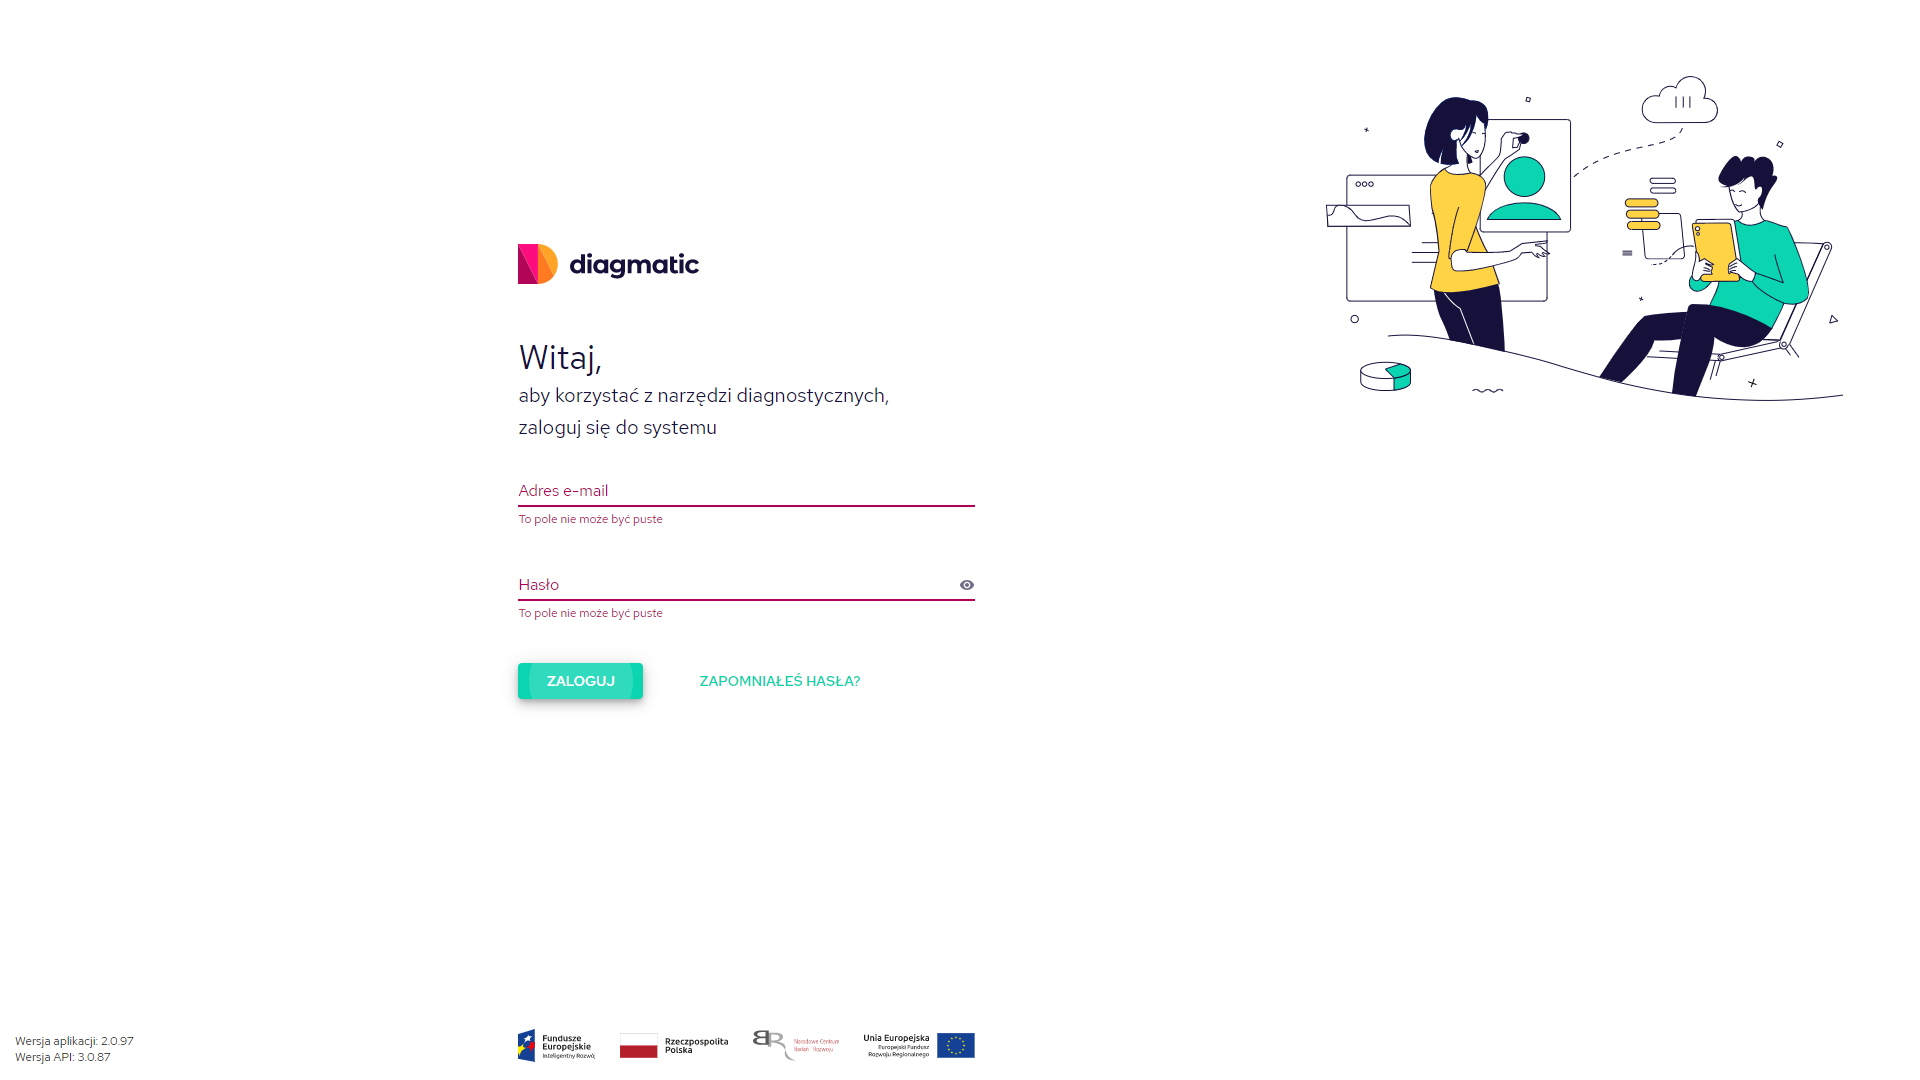 diagmatic
Witaj,
aby korzystać z narzędzi diagnostycznych,
zaloguj się do systemu
Adres e-mail
To pole nie może być puste
Hasło
To pole nie może być puste
ZALOGUJ
ZAPOMNIAŁEŚ HASŁA?
Wersja aplikacji: 2.0.97
Wersja API: 3.0.87
Fundusze
Europejskie
Inteligentny Rozwój
Rzeczpospolita
Polska
Narodowe Centrum
Badań i Rozwoju
Unia Europejska
Europejski Fundusz
Rozwoju Regionalnego